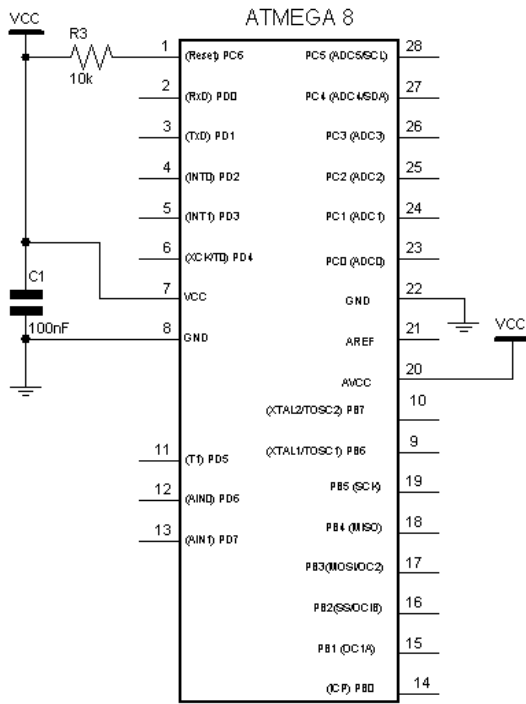 ATMEGA 8
VCC
R3
10k
1 (Reset) PC6
2 (RxD) PD0
3 (TxD) PD1
4 (INT0) PD2
5 (INT1) PD3
6 (XCK/T0) PD4
7 VCC
8 GND
C1
100nF
11 (T1) PD5
12 (AIN0) PD6
13 (AIN1) PD7
PC5 (ADC5/SCL) 28
PC4 (ADC4/SDA) 27
PC3 (ADC3) 26
PC2 (ADC2) 25
PC1 (ADC1) 24
PC0 (ADC0) 23
GND 22
AREF 21
VCC
AVCC 20
(XTAL2/TOSC2) PB7 10
(XTAL1/TOSC1) PB6 9
PB5 (SCK) 19
PB4 (MISO) 18
PB3(MOSI/OC2) 17
PB2(SS/OC1B) 16
PB1 (OC1A) 15
(ICP) PB0 14